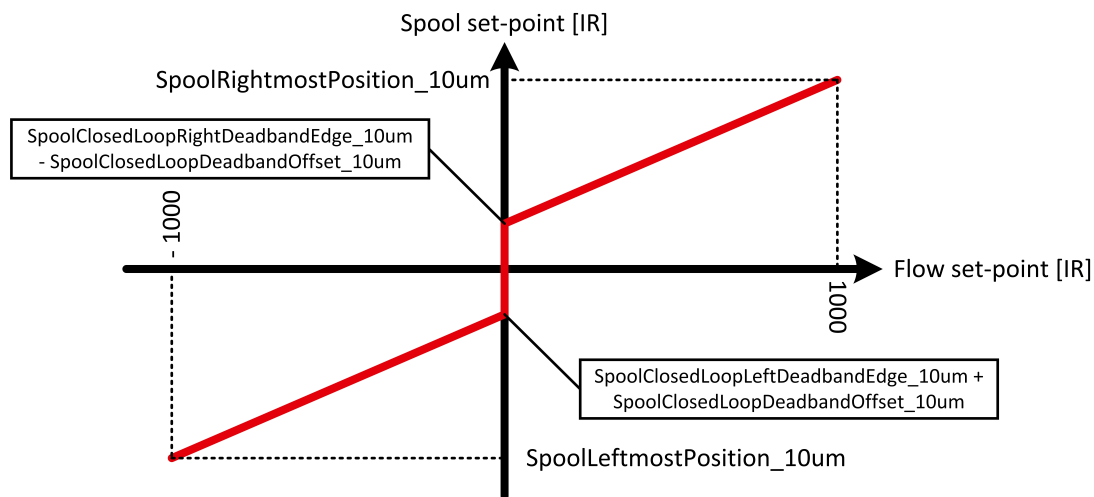 Spool set-point [IR]
SpoolRightmostPosition_10um
SpoolClosedLoopRightDeadbandEdge_10um
- SpoolClosedLoopDeadbandOffset_10um
- 1000
Flow set-point [IR]
1000
SpoolClosedLoopLeftDeadbandEdge_10um +
SpoolClosedLoopDeadbandOffset_10um
SpoolLeftmostPosition_10um